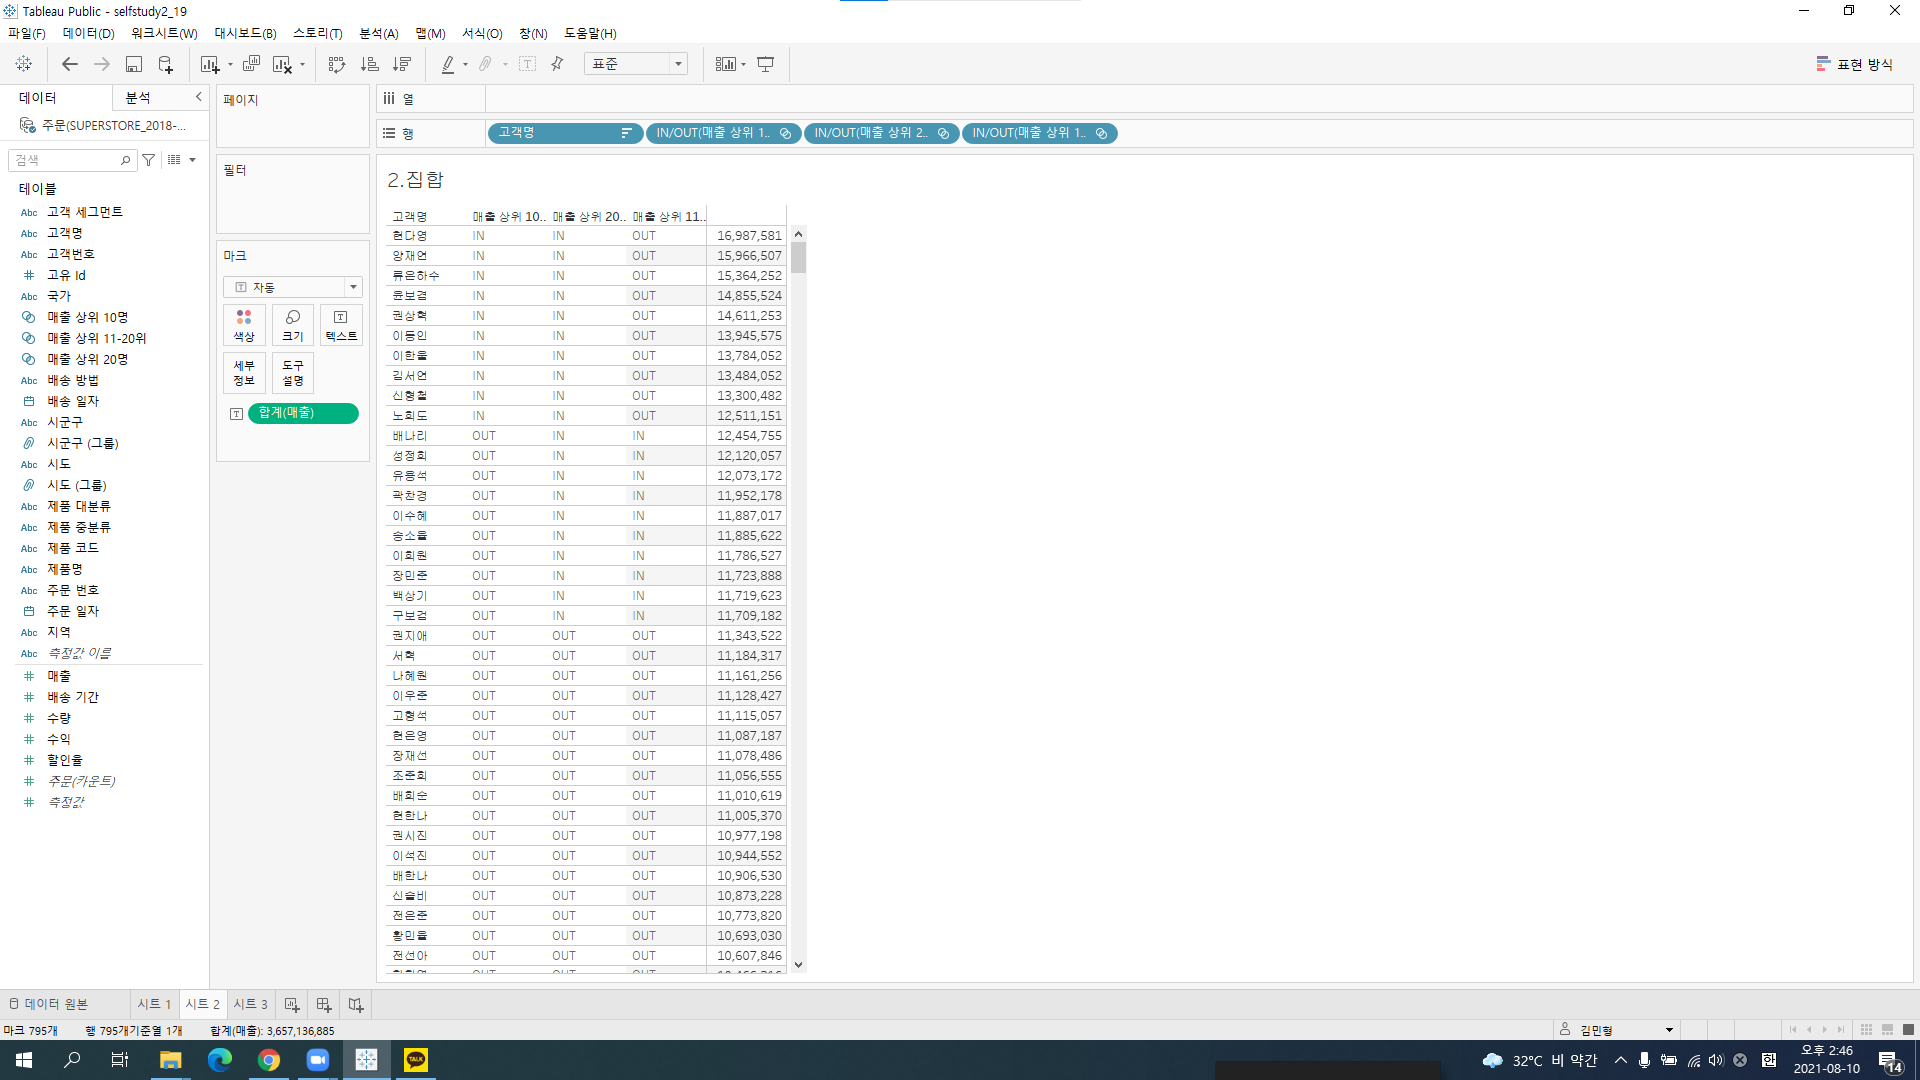 Tableau Public - selfstudy2_19
파일(F) 데이터(D) 워크시트(W) 대시보드(B) 스토리(T) 분석(A) 맵(M) 서식(O) 창(N) 도움말(H)
표준
표현 방식
데이터 분석
주문(SUPERSTORE_2018-...
검색
테이블
Abc 고객 세그먼트
Abc 고객명
Abc 고객번호
# 고유 Id
Abc 국가
매출 상위 10명
매출 상위 11-20위
매출 상위 20명
Abc 배송 방법
배송 일자
Abc 시군구
시군구 (그룹)
Abc 시도
시도 (그룹)
Abc 제품 대분류
Abc 제품 중분류
Abc 제품 코드
Abc 제품명
Abc 주문 번호
주문 일자
Abc 지역
Abc 측정값 이름
# 매출
# 배송 기간
# 수량
# 수익
# 할인율
# 주문(카운트)
# 측정값
페이지
필터
마크
자동
색상 크기 텍스트
세부 정보 도구 설명
합계(매출)
열
행 고객명 IN/OUT(매출 상위 1.. IN/OUT(매출 상위 2.. IN/OUT(매출 상위 1..
2.집합
고객명 매출 상위 10.. 매출 상위 20.. 매출 상위 11..
현다영 IN IN OUT 16,987,581
양재연 IN IN OUT 15,966,507
류은하수 IN IN OUT 15,364,252
윤보겸 IN IN OUT 14,855,524
권상혁 IN IN OUT 14,611,253
이동인 IN IN OUT 13,945,575
이한울 IN IN OUT 13,784,052
김서연 IN IN OUT 13,484,052
신형철 IN IN OUT 13,300,482
노희도 IN IN OUT 12,511,151
배나리 OUT IN IN 12,454,755
성정희 OUT IN IN 12,120,057
유용석 OUT IN IN 12,073,172
곽찬경 OUT IN IN 11,952,178
이수혜 OUT IN IN 11,887,017
송소율 OUT IN IN 11,885,622
이희원 OUT IN IN 11,786,527
장민준 OUT IN IN 11,723,888
백상기 OUT IN IN 11,719,623
구보검 OUT IN IN 11,709,182
권지애 OUT OUT OUT 11,343,522
서혁 OUT OUT OUT 11,184,317
나혜원 OUT OUT OUT 11,161,256
이우준 OUT OUT OUT 11,128,427
고형석 OUT OUT OUT 11,115,057
현은영 OUT OUT OUT 11,087,187
장재선 OUT OUT OUT 11,078,486
조준희 OUT OUT OUT 11,056,555
배희순 OUT OUT OUT 11,010,619
현한나 OUT OUT OUT 11,005,370
권시진 OUT OUT OUT 10,977,198
이석진 OUT OUT OUT 10,944,552
배한나 OUT OUT OUT 10,906,530
신슬비 OUT OUT OUT 10,873,228
전은준 OUT OUT OUT 10,773,820
황민율 OUT OUT OUT 10,693,030
전선아 OUT OUT OUT 10,607,846
OUT OUT OUT
데이터 원본 시트 1 시트 2 시트 3
마크 795개 행 795개기준열 1개 합계(매출): 3,657,136,885
김민형
32°C 비 약간
한
오후 2:46
2021-08-10
14
TALK